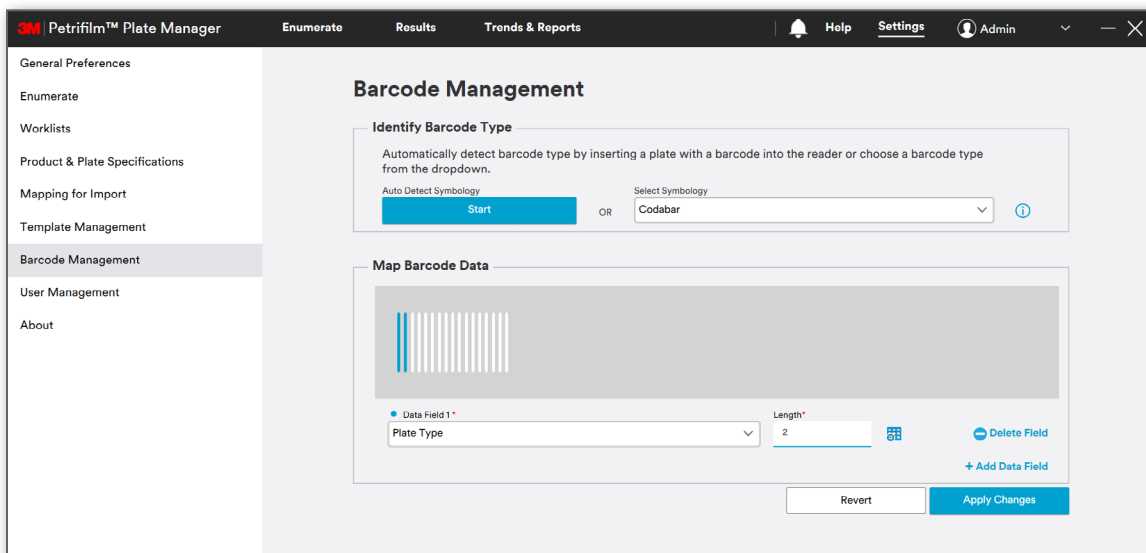 3M Petrifilm™ Plate Manager Enumerate Results Trends & Reports Help Settings Admin
General Preferences
Enumerate
Worklists
Product & Plate Specifications
Mapping for Import
Template Management
Barcode Management
User Management
About
Barcode Management
Identify Barcode Type
Automatically detect barcode type by inserting a plate with a barcode into the reader or choose a barcode type
from the dropdown.
Auto Detect Symbology Select Symbology
Start OR Codabar
Map Barcode Data
Data Field 1* Length*
Plate Type 2 Delete Field
+ Add Data Field
Revert Apply Changes